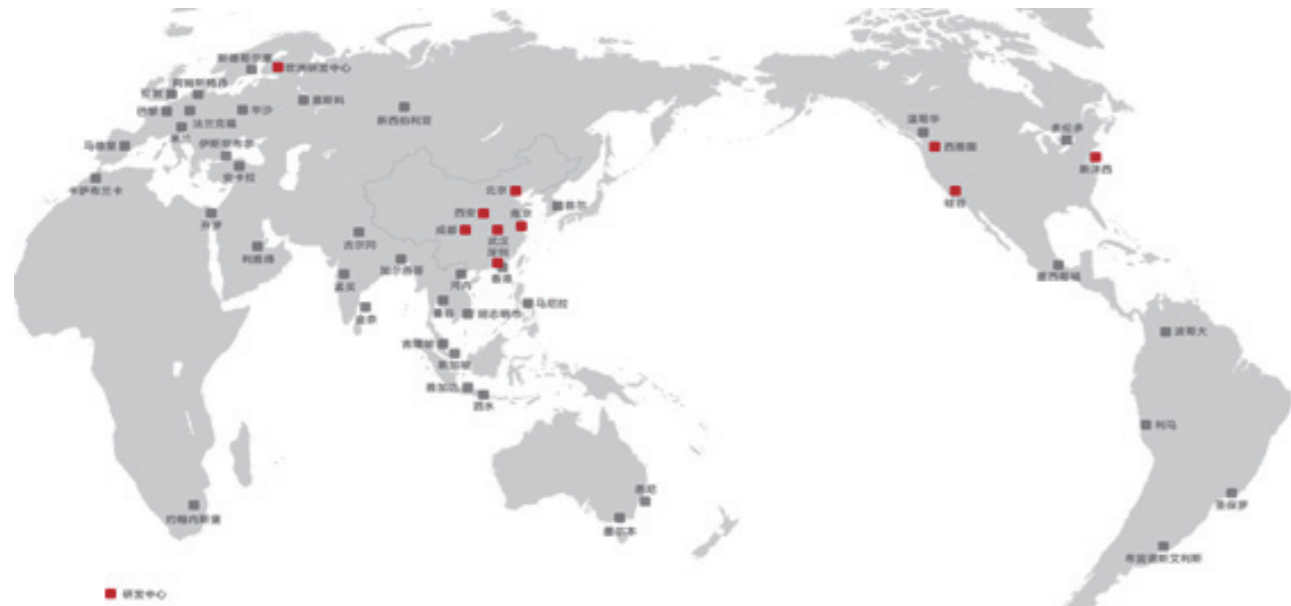 斯德哥尔摩
欧洲研发中心
阿姆斯特丹
伦敦
莫斯科
巴黎
华沙
新西伯利亚
法兰克福
米兰
温哥华
多伦多
马德里
伊斯坦布尔
西雅图
安卡拉
新泽西
卡萨布兰卡
北京
硅谷
首尔
西安
南京
开罗
成都
武汉
利雅得
古尔冈
深圳
加尔各答
香港
孟买
河内
墨西哥城
马尼拉
金奈
曼谷
胡志明市
波哥大
吉隆坡
新加坡
雅加达
泗水
利马
悉尼
圣保罗
约翰内斯堡
墨尔本
布宜诺斯艾利斯
研发中心